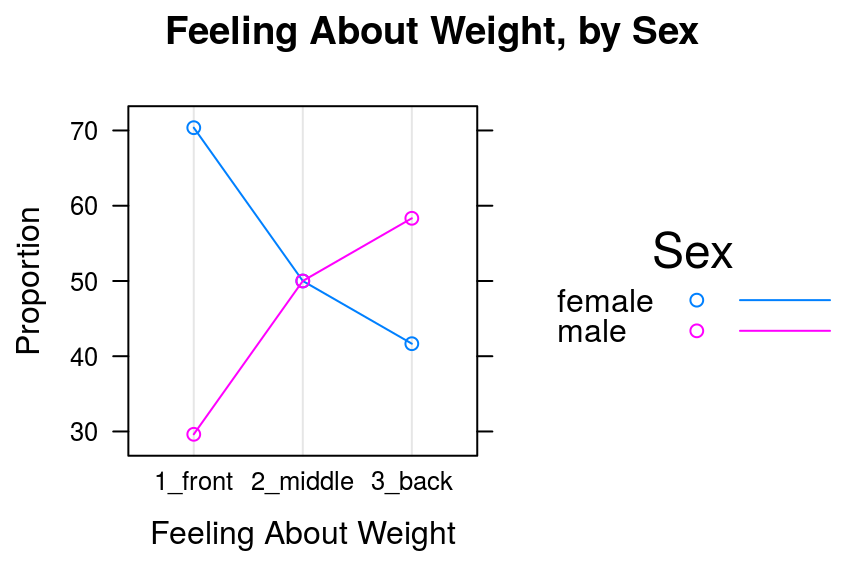 Feeling About Weight, by Sex
70
60
50
40
30
Proportion
1_front 2_middle 3_back
Feeling About Weight
Sex
female
male